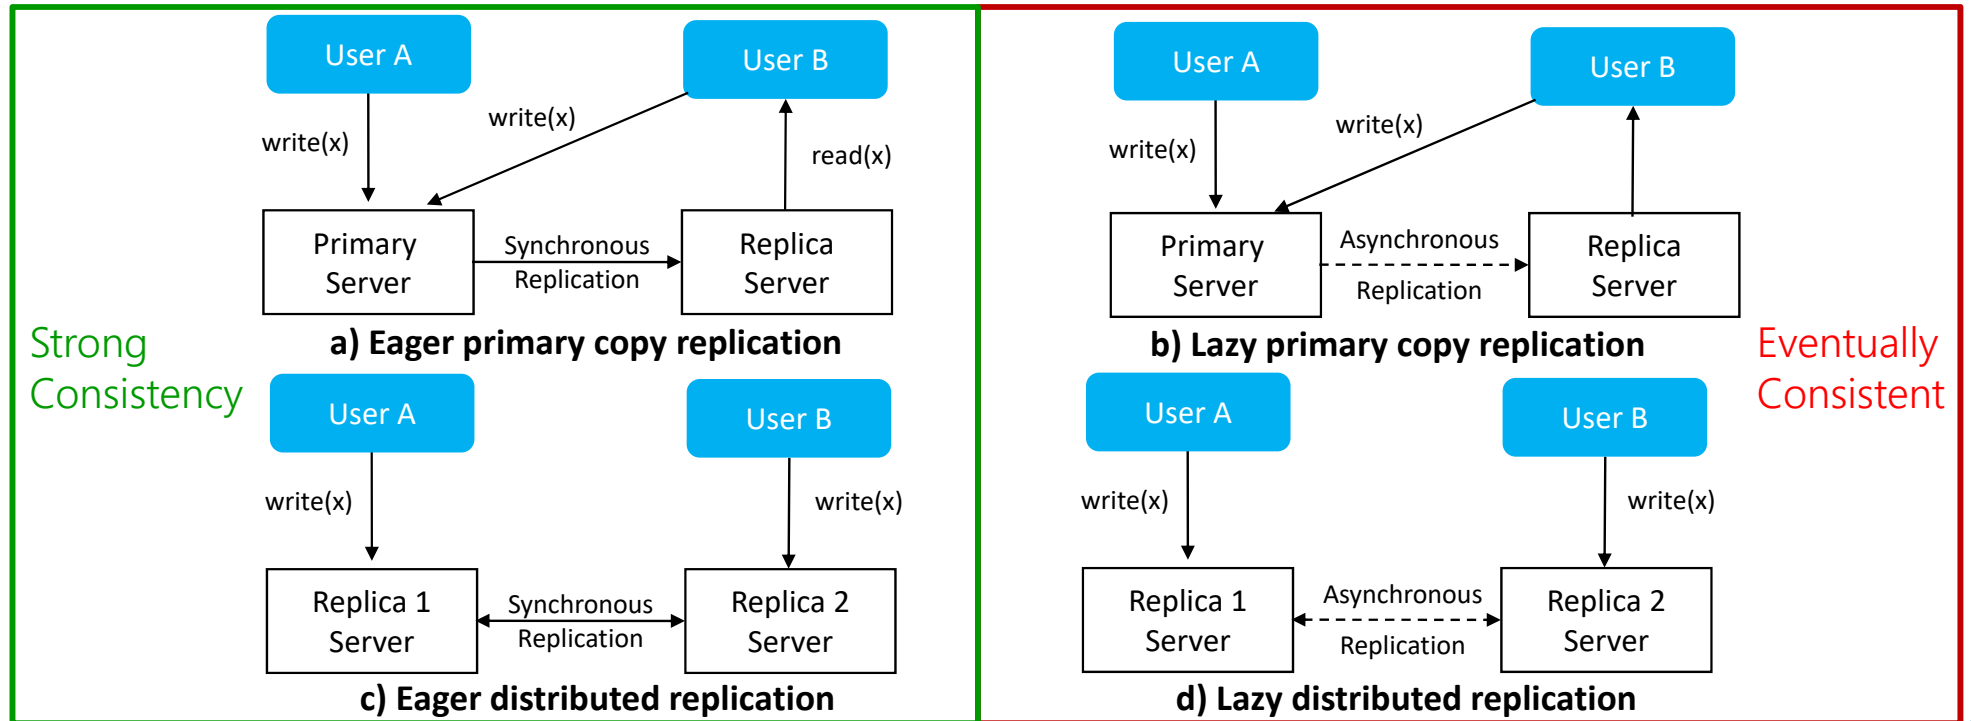 User A
User B
write(x)
write(x)
read(x)
Primary
Server
Synchronous
Replication
Replica
Server
a) Eager primary copy replication
User A
User B
write(x)
write(x)
Primary
Server
Asynchronous
Replication
Replica
Server
b) Lazy primary copy replication
Strong
Consistency
Eventually
Consistent
User A
User B
write(x)
write(x)
Replica 1
Server
Synchronous
Replication
Replica 2
Server
c) Eager distributed replication
User A
User B
write(x)
write(x)
Replica 1
Server
Asynchronous
Replication
Replica 2
Server
d) Lazy distributed replication